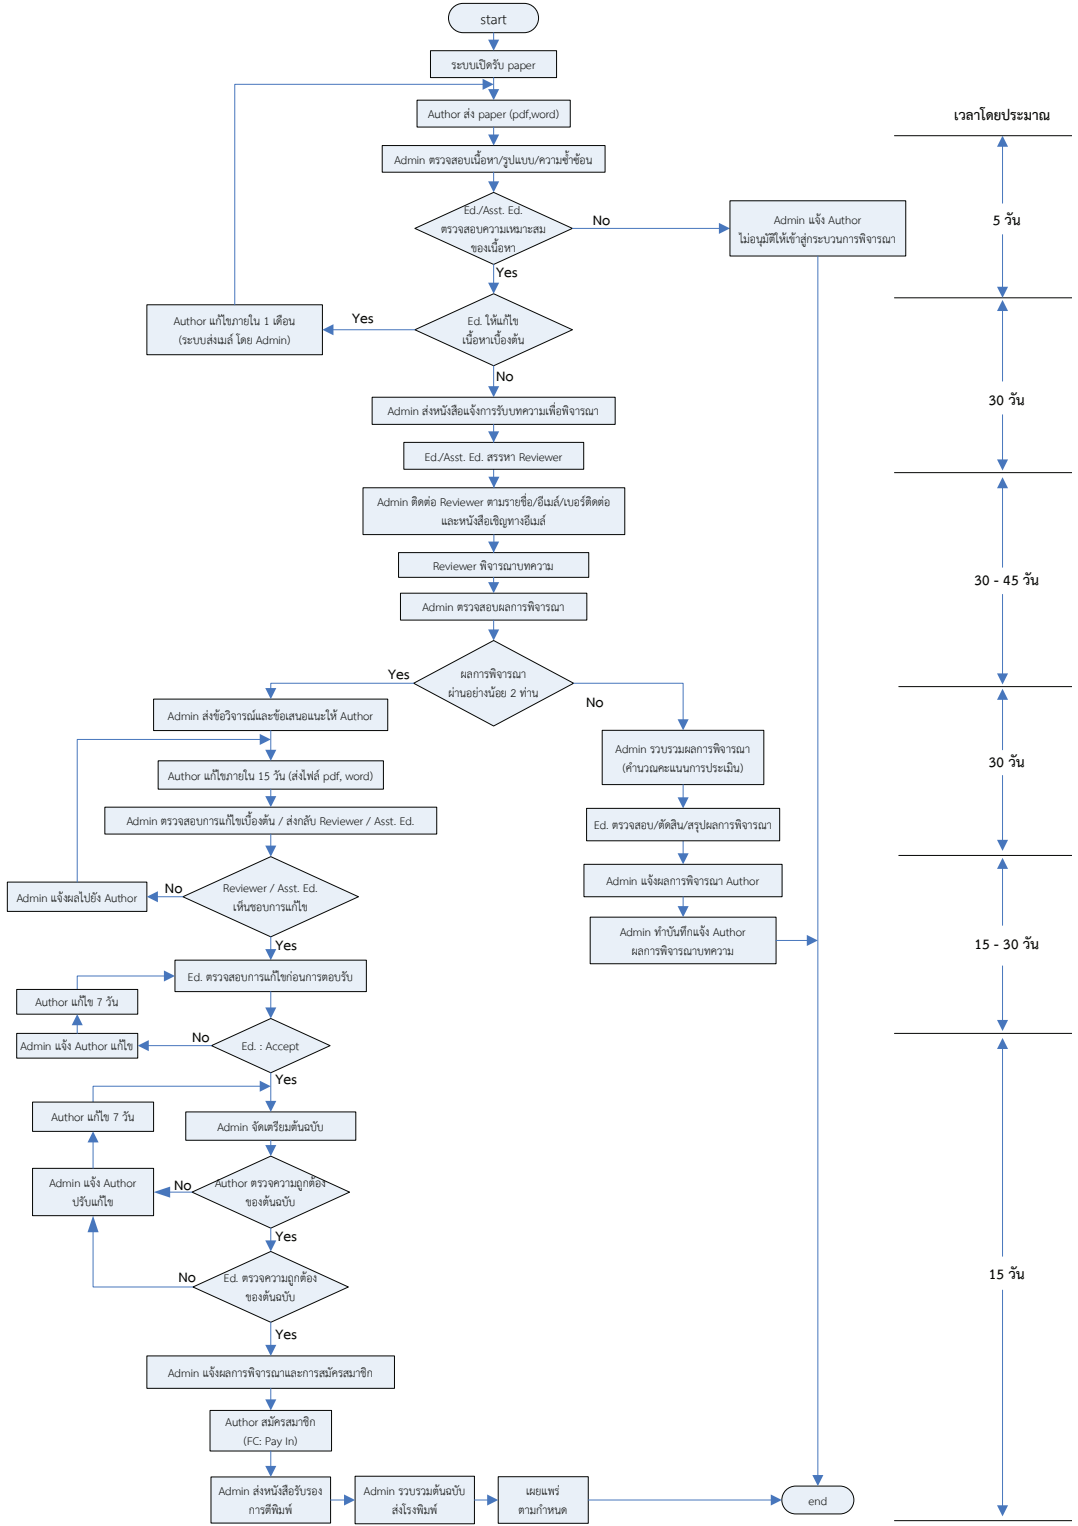 start
ระบบเปิดรับ paper
Author ส่ง paper (pdf,word)
เวลาโดยประมาณ
Admin ตรวจสอบเนื้อหา/รูปแบบ/ความซ้ำซ้อน
Ed./Asst. Ed.
ตรวจสอบความเหมาะสม
ของเนื้อหา
No
Admin แจ้ง Author
ไม่อนุมัติให้เข้าสู่กระบวนการพิจารณา
5 วัน
Yes
Ed. ให้แก้ไข
เนื้อหาเบื้องต้น
Yes
Author แก้ไขภายใน 1 เดือน
(ระบบส่งเมล์ โดย Admin)
No
30 วัน
Admin ส่งหนังสือแจ้งการรับบทความเพื่อพิจารณา
Ed./Asst. Ed. สรรหา Reviewer
Admin ติดต่อ Reviewer ตามรายชื่อ/อีเมล์/เบอร์ติดต่อ
และหนังสือเชิญทางอีเมล์
Reviewer พิจารณาบทความ
30 - 45 วัน
Admin ตรวจสอบผลการพิจารณา
ผลการพิจารณา
ผ่านอย่างน้อย 2 ท่าน
Yes
No
Admin ส่งข้อวิจารณ์และข้อเสนอแนะให้ Author
Admin รวบรวมผลการพิจารณา
(คำนวณคะแนนการประเมิน)
30 วัน
Author แก้ไขภายใน 15 วัน (ส่งไฟล์ pdf, word)
Admin ตรวจสอบการแก้ไขเบื้องต้น / ส่งกลับ Reviewer / Asst. Ed.
Ed. ตรวจสอบ/ตัดสิน/สรุปผลการพิจารณา
Reviewer / Asst. Ed.
เห็นชอบการแก้ไข
No
Admin แจ้งผลไปยัง Author
Admin แจ้งผลการพิจารณา Author
Admin ทำบันทึกแจ้ง Author
ผลการพิจารณาบทความ
15 - 30 วัน
Yes
Ed. ตรวจสอบการแก้ไขก่อนการตอบรับ
Author แก้ไข 7 วัน
Admin แจ้ง Author แก้ไข
No
Ed. : Accept
Yes
Author แก้ไข 7 วัน
Admin จัดเตรียมต้นฉบับ
Admin แจ้ง Author
ปรับแก้ไข
No
Author ตรวจความถูกต้อง
ของต้นฉบับ
Yes
No
Ed. ตรวจความถูกต้อง
ของต้นฉบับ
15 วัน
Yes
Admin แจ้งผลการพิจารณาและการสมัครสมาชิก
Author สมัครสมาชิก
(FC: Pay In)
Admin ส่งหนังสือรับรอง
การตีพิมพ์
Admin รวบรวมต้นฉบับ
ส่งโรงพิมพ์
เผยแพร่
ตามกำหนด
end